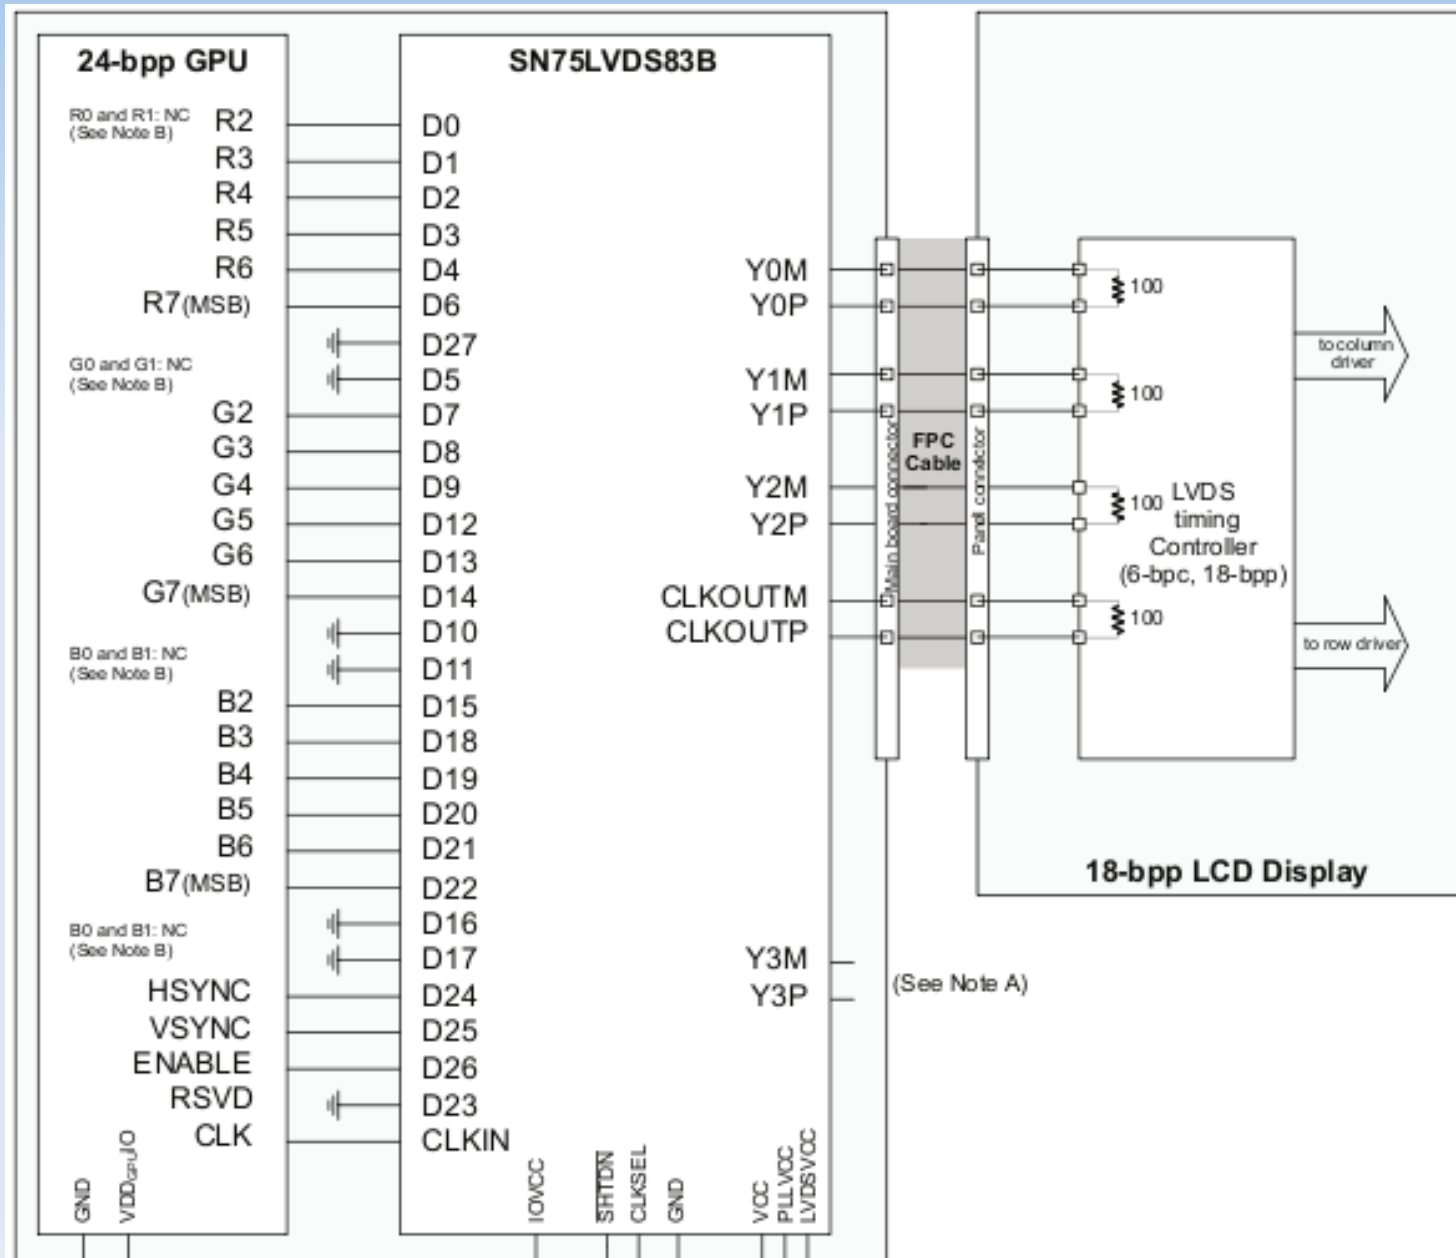 24-bpp GPU
R0 and R1: NC
(See Note B)
R2
R3
R4
R5
R6
R7(MSB)
G0 and G1: NC
(See Note B)
G2
G3
G4
G5
G6
G7(MSB)
B0 and B1: NC
(See Note B)
B2
B3
B4
B5
B6
B7(MSB)
B0 and B1: NC
(See Note B)
HSYNC
VSYNC
ENABLE
RSVD
CLK
GND
VDDGPUIO
SN75LVDS83B
D0
D1
D2
D3
D4
D6
D27
D5
D7
D8
D9
D12
D13
D14
D10
D11
D15
D18
D19
D20
D21
D22
D16
D17
D24
D25
D26
D23
CLKIN
Y0M
Y0P
Y1M
Y1P
Y2M
Y2P
CLKOUTM
CLKOUTP
Y3M
Y3P
IOVCC
SHTDN
CLKSEL
GND
VCC
PLLVCC
LVDSVCC
(See Note A)
Main board connector
FPC
Cable
Panel connector
100
100
100
100
LVDS
timing
Controller
(6-bpc, 18-bpp)
to column
driver
to row driver
18-bpp LCD Display